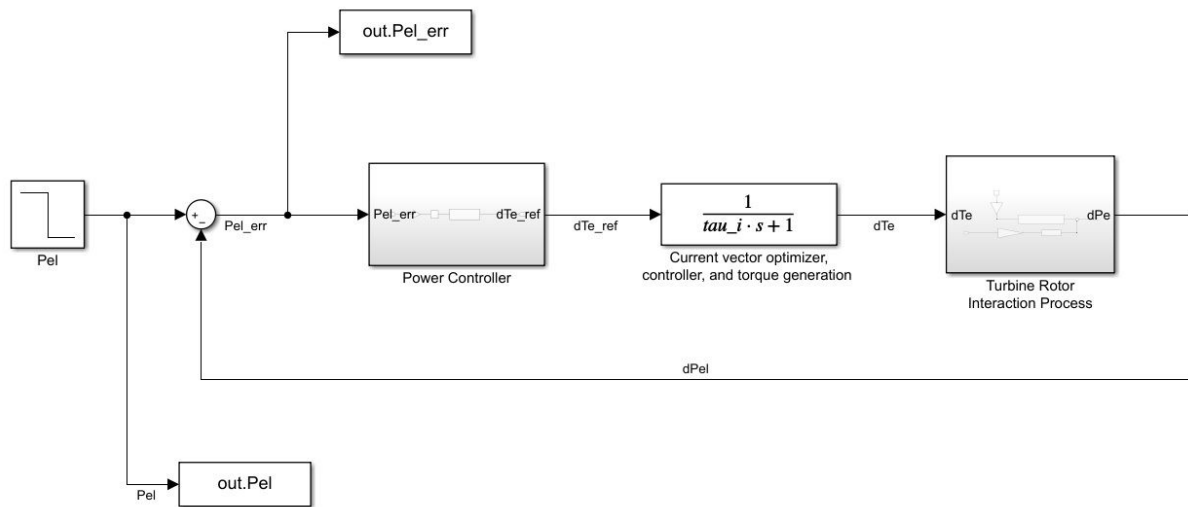 out.Pel_err
Pel
+
−
Pel_err
Pel_err
dTe_ref
Power Controller
dTe_ref
1
tau_i · s + 1
Current vector optimizer,
controller, and torque generation
dTe
dTe
dPe
Turbine Rotor
Interaction Process
dPel
Pel
out.Pel